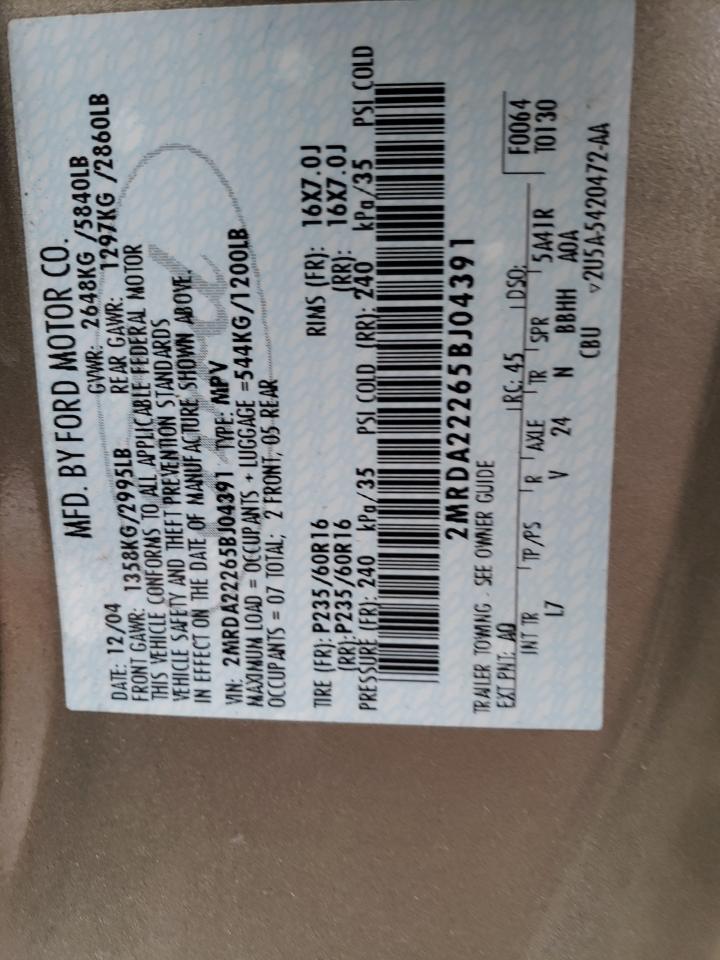 MFD. BY FORD MOTOR CO.
DATE: 12/04 GVWR: 2648KG /5840LB
FRONT GAWR: 1358KG/2995LB REAR GAWR: 1297KG /2860LB
THIS VEHICLE CONFORMS TO ALL APPLICABLE FEDERAL MOTOR
VEHICLE SAFETY AND THEFT PREVENTION STANDARDS
IN EFFECT ON THE DATE OF MANUFACTURE SHOWN ABOVE.
VIN: 2MRDA22265BJ04391 TYPE: MPV
MAXIMUM LOAD = OCCUPANTS + LUGGAGE =544KG/1200LB
OCCUPANTS = 07 TOTAL; 2 FRONT, 05 REAR
TIRE (FR): P235/60R16 RIMS (FR): 16X7.0J
(RR): P235/60R16 (RR): 16X7.0J
PRESSURE (FR): 240 kPa/35 PSI COLD (RR): 240 kPa/35 PSI COLD
2MRDA22265BJ04391
TRAILER TOWING - SEE OWNER GUIDE
EXT PNT: AQ RC: 45 DSO: F0064
INT TR TP/PS R AXLE TR SPR 5A41R T0130
L7 V 24 N BBHH A0A
CBU v2U5A-5420472-AA